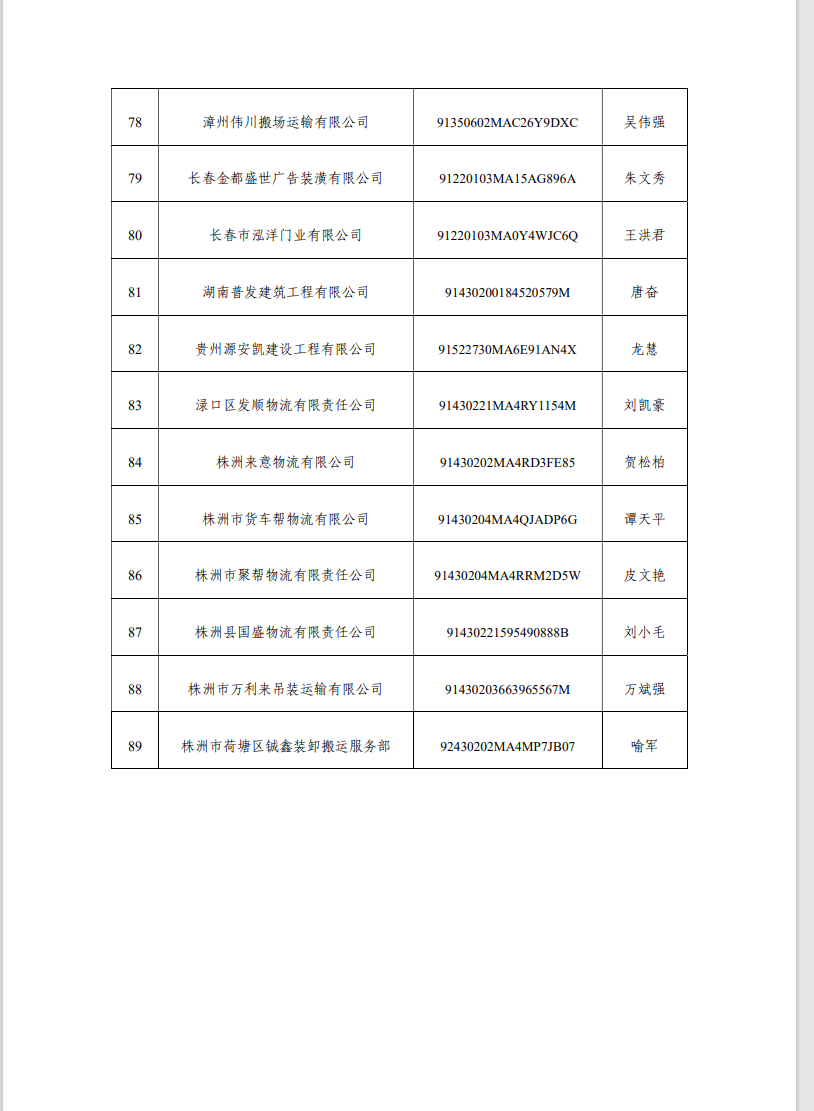 78 漳州伟川搬场运输有限公司 91350602MAC26Y9DXC 吴伟强
79 长春金都盛世广告装潢有限公司 91220103MA15AG896A 朱文秀
80 长春市泓洋门业有限公司 91220103MA0Y4WJC6Q 王洪君
81 湖南普发建筑工程有限公司 91430200184520579M 唐奋
82 贵州源安凯建设工程有限公司 91522730MA6E91AN4X 龙慧
83 渌口区发顺物流有限责任公司 91430221MA4RY1154M 刘凯豪
84 株洲来意物流有限公司 91430202MA4RD3FE85 贺松柏
85 株洲市货车帮物流有限公司 91430204MA4QJADP6G 谭天平
86 株洲市聚帮物流有限责任公司 91430204MA4RRM2D5W 皮文艳
87 株洲县国盛物流有限责任公司 91430221595490888B 刘小毛
88 株洲市万利来吊装运输有限公司 91430203663965567M 万斌强
89 株洲市荷塘区铖鑫装卸搬运服务部 92430202MA4MP7JB07 喻军